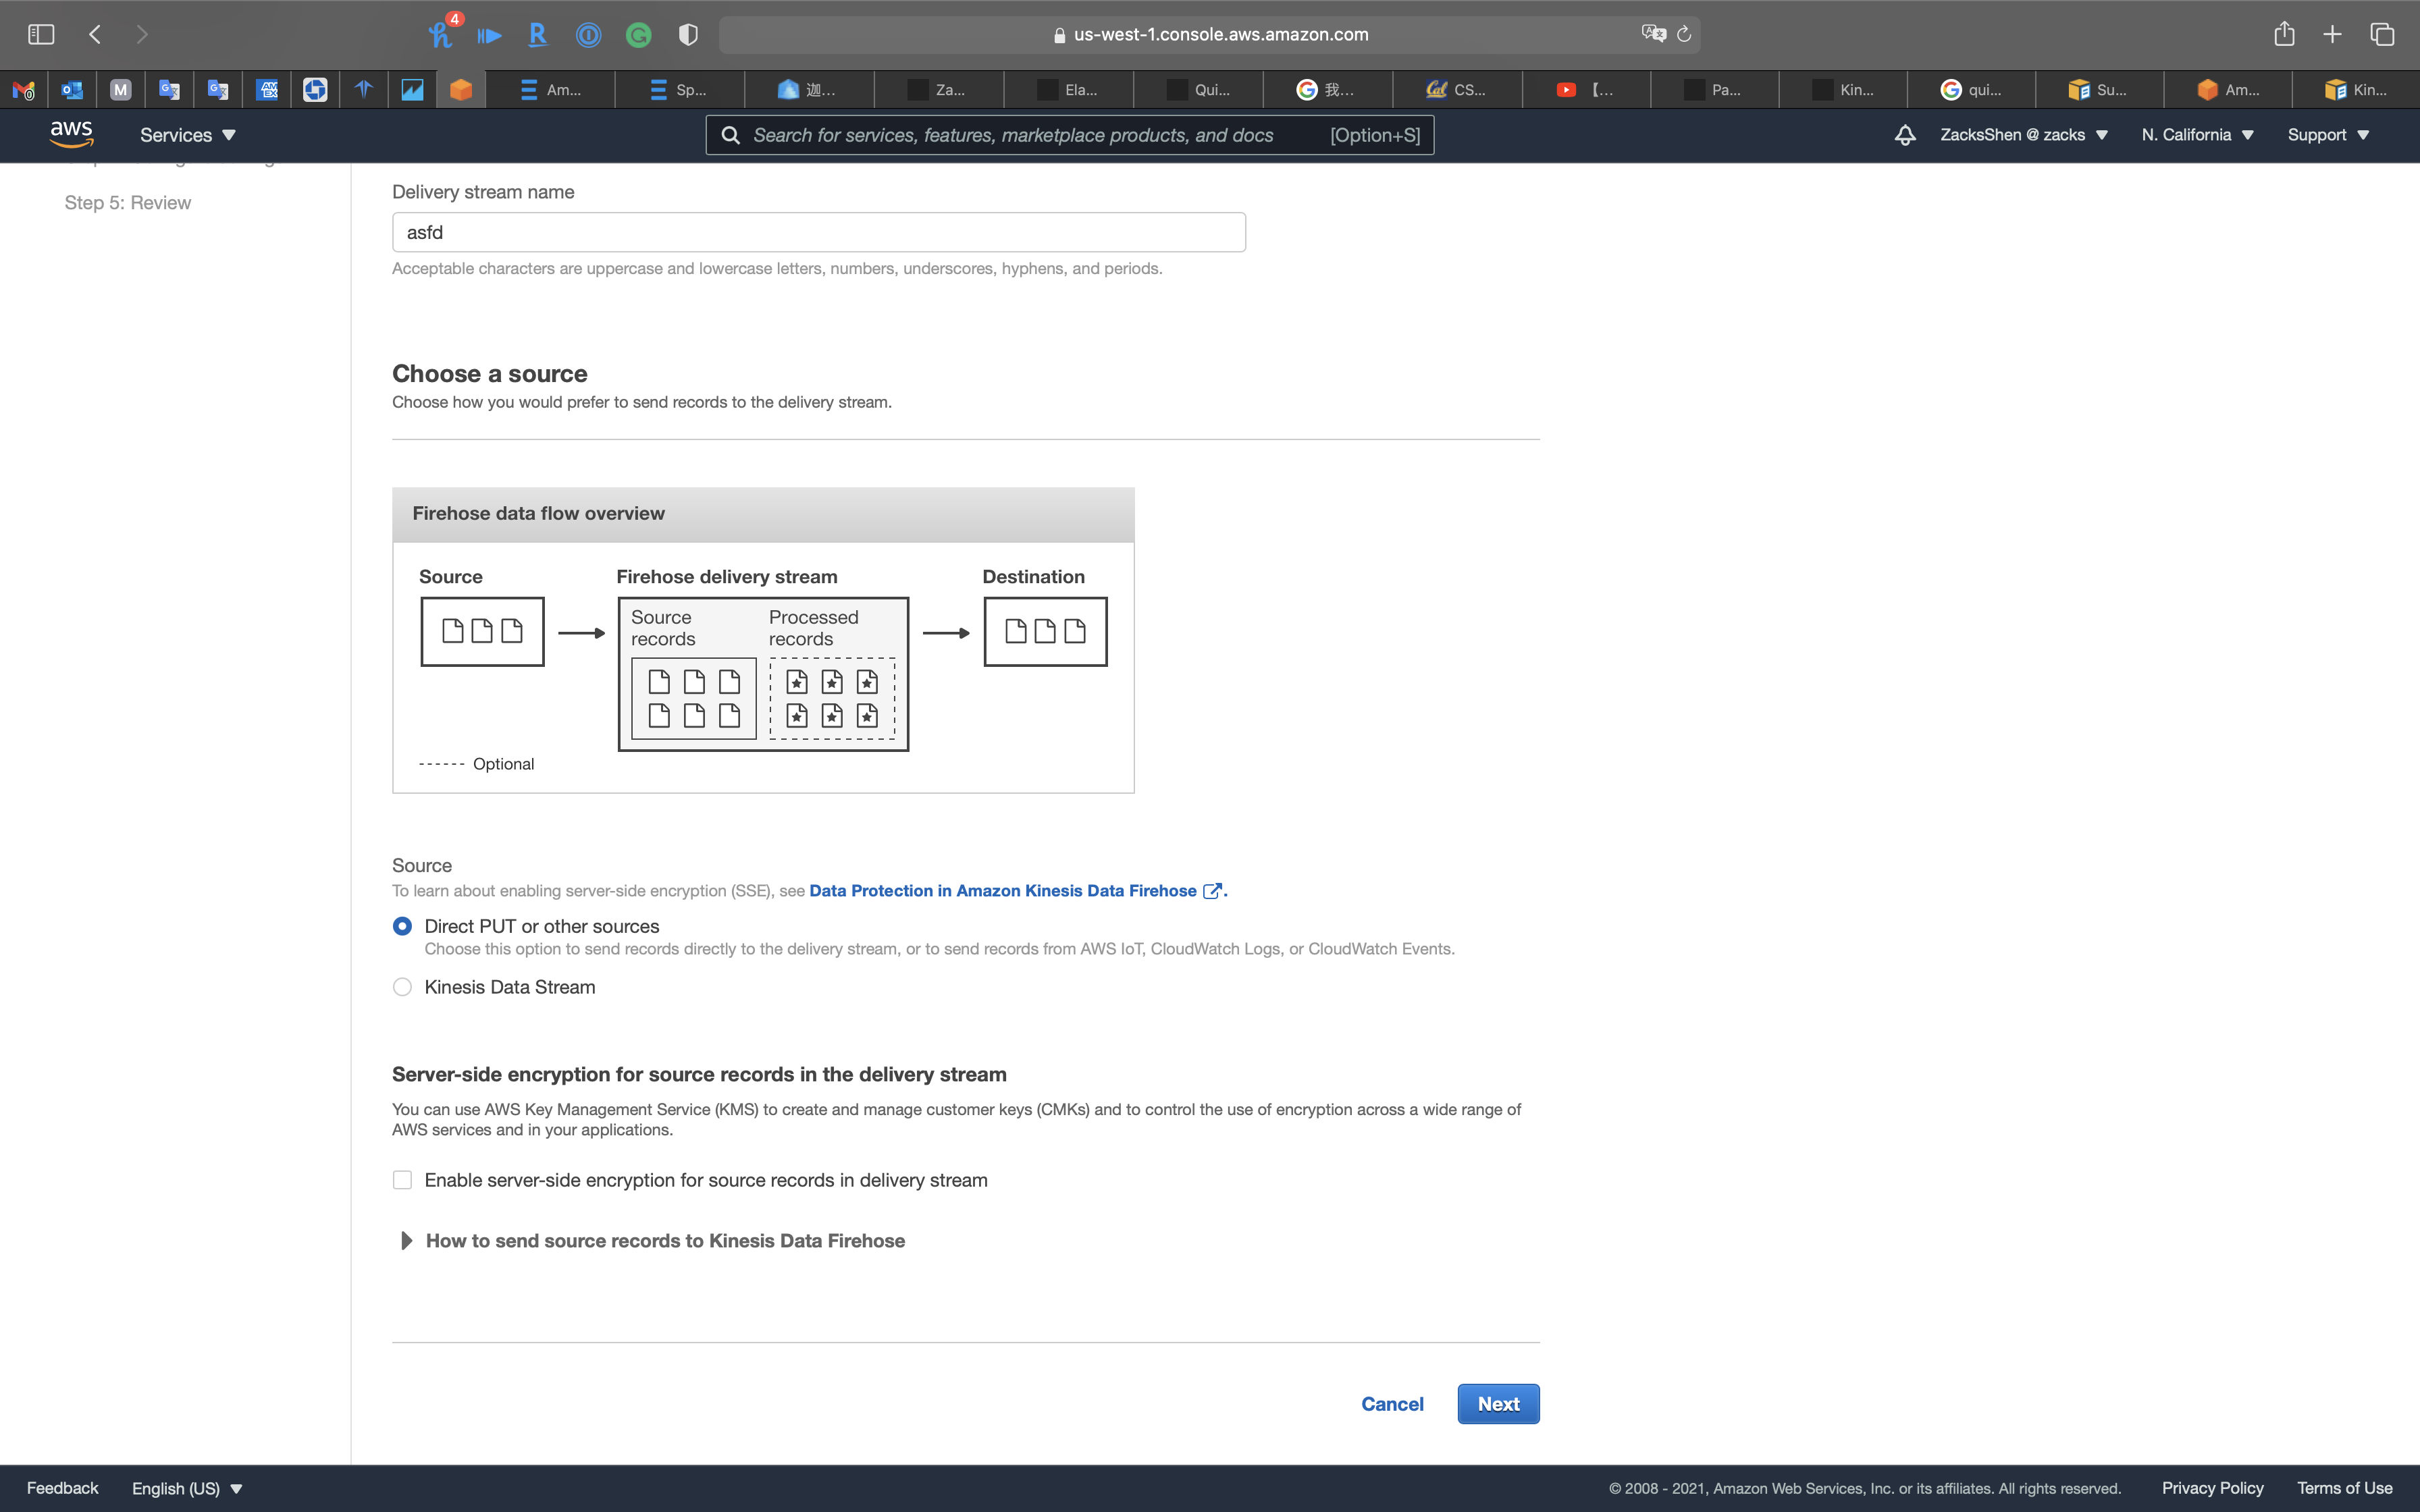 4
us-west-1.console.aws.amazon.com
Am...
Sp...
迦...
Za...
Ela...
Qui...
我...
CS...
【...
Pa...
Kin...
qui...
Su...
Am...
Kin...
aws
Services
Search for services, features, marketplace products, and docs
[Option+S]
ZacksShen @ zacks
N. California
Support
Step 5: Review
Delivery stream name
asfd
Acceptable characters are uppercase and lowercase letters, numbers, underscores, hyphens, and periods.
Choose a source
Choose how you would prefer to send records to the delivery stream.
Firehose data flow overview
Source
Firehose delivery stream
Destination
Source records
Processed records
Optional
Source
To learn about enabling server-side encryption (SSE), see Data Protection in Amazon Kinesis Data Firehose .
Direct PUT or other sources
Choose this option to send records directly to the delivery stream, or to send records from AWS IoT, CloudWatch Logs, or CloudWatch Events.
Kinesis Data Stream
Server-side encryption for source records in the delivery stream
You can use AWS Key Management Service (KMS) to create and manage customer keys (CMKs) and to control the use of encryption across a wide range of
AWS services and in your applications.
Enable server-side encryption for source records in delivery stream
How to send source records to Kinesis Data Firehose
Cancel
Next
Feedback
English (US)
© 2008 - 2021, Amazon Web Services, Inc. or its affiliates. All rights reserved.
Privacy Policy
Terms of Use